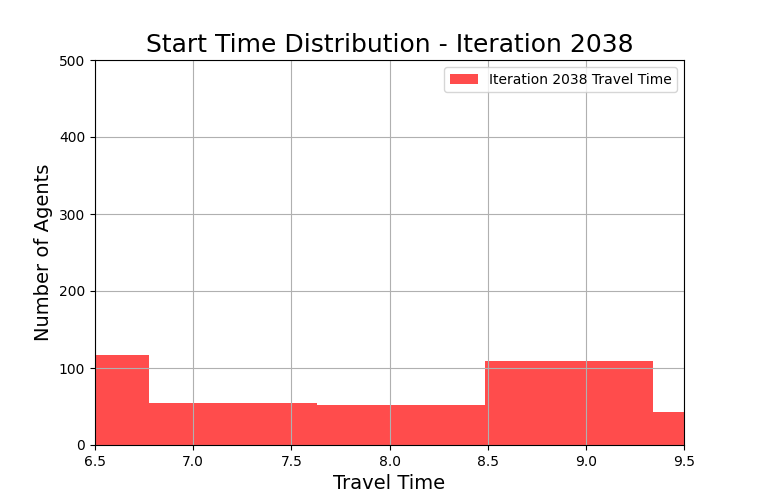 Start Time Distribution - Iteration 2038
Iteration 2038 Travel Time
Number of Agents
500
400
300
200
100
0
6.5 7.0 7.5 8.0 8.5 9.0 9.5
Travel Time